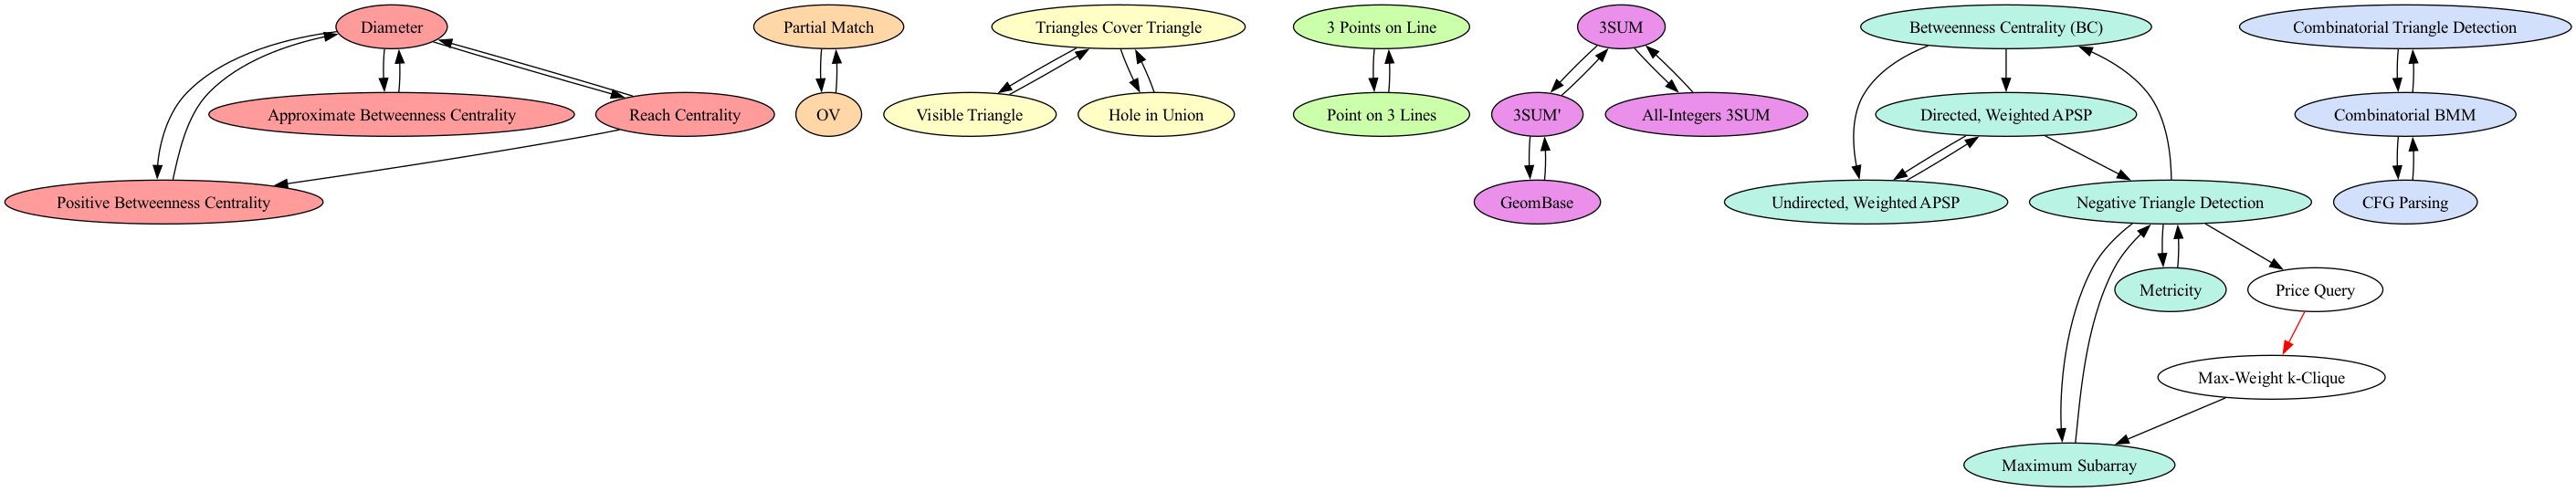 Diameter
Partial Match
Triangles Cover Triangle
3 Points on Line
3SUM
Betweenness Centrality (BC)
Combinatorial Triangle Detection
Approximate Betweenness Centrality
Reach Centrality
OV
Visible Triangle
Hole in Union
Point on 3 Lines
3SUM'
All-Integers 3SUM
Directed, Weighted APSP
Combinatorial BMM
Positive Betweenness Centrality
GeomBase
Undirected, Weighted APSP
Negative Triangle Detection
CFG Parsing
Metricity
Price Query
Max-Weight k-Clique
Maximum Subarray